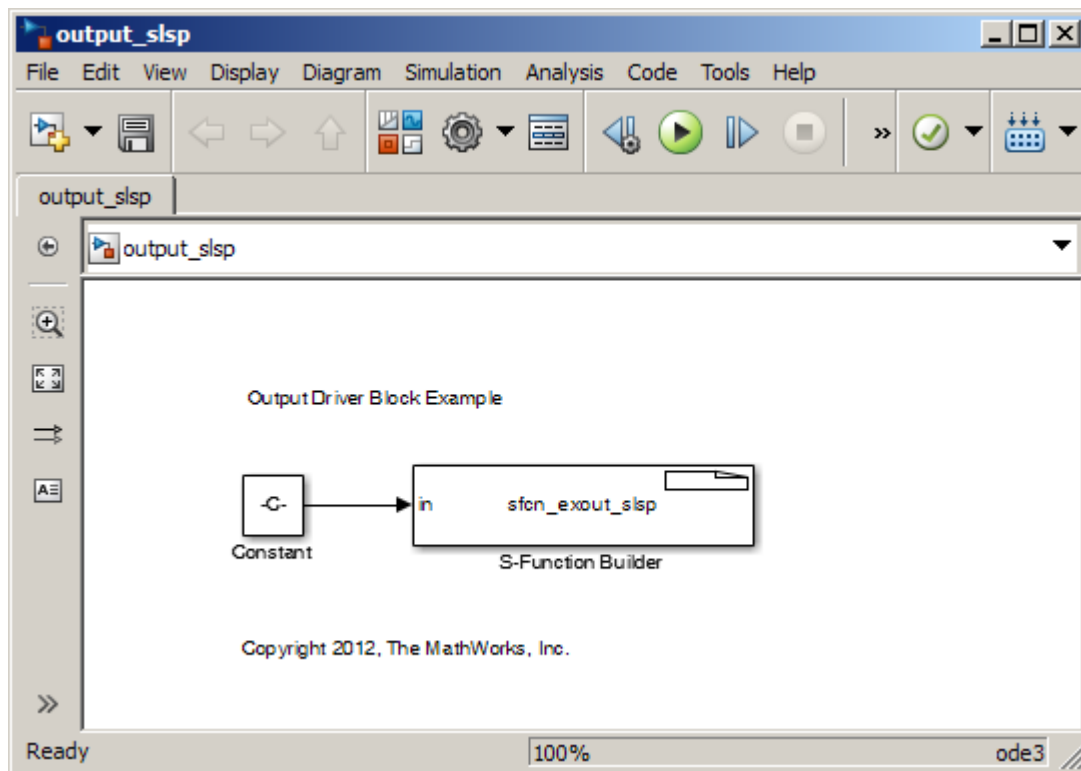 output_slsp
File Edit View Display Diagram Simulation Analysis Code Tools Help
output_slsp
output_slsp
Output Driver Block Example
-C-
in sfcn_exout_slsp
Constant
S-Function Builder
Copyright 2012, The MathWorks, Inc.
Ready 100% ode3